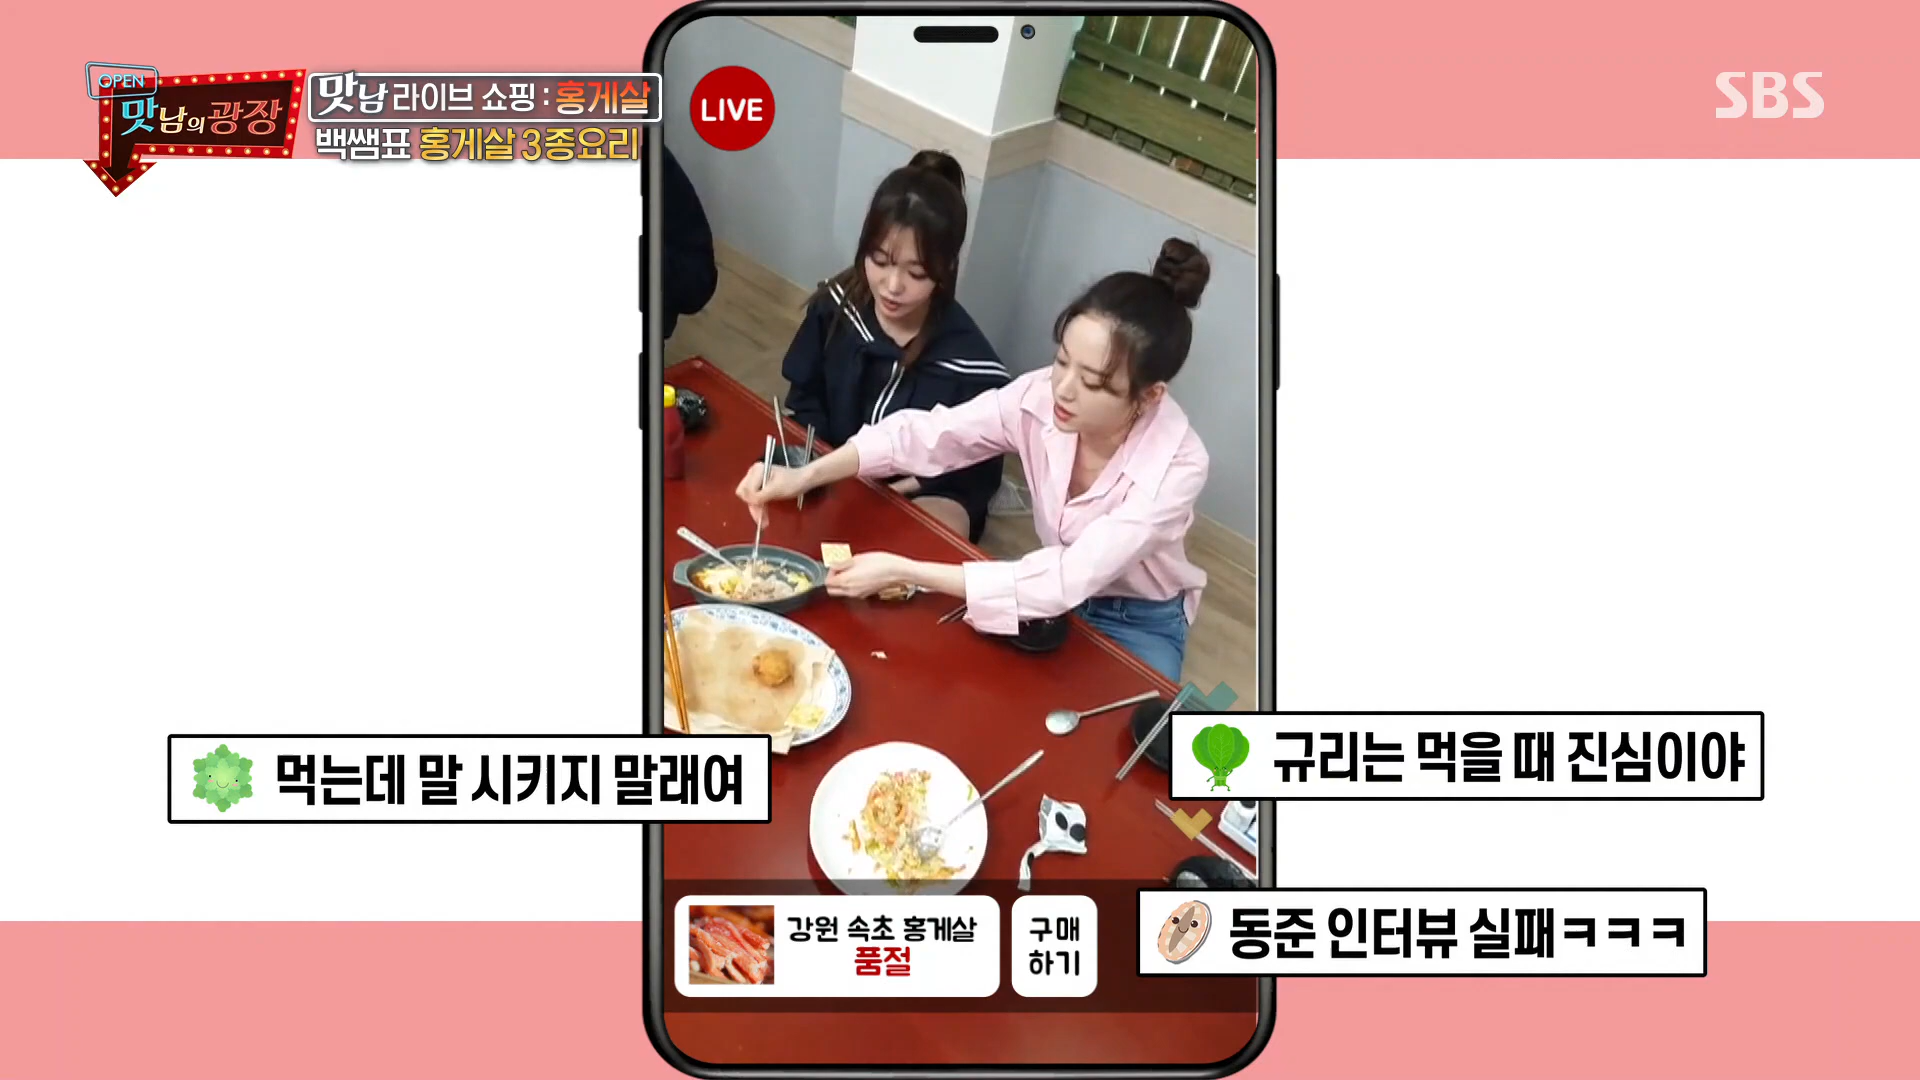 OPEN
맛남의광장
맛남 라이브 쇼핑 : 홍게살
백쌤표 홍게살 3종요리
LIVE
SBS
먹는데 말 시키지 말래여
규리는 먹을 때 진심이야
동준 인터뷰 실패ㅋㅋㅋ
강원 속초 홍게살
품절
구매
하기